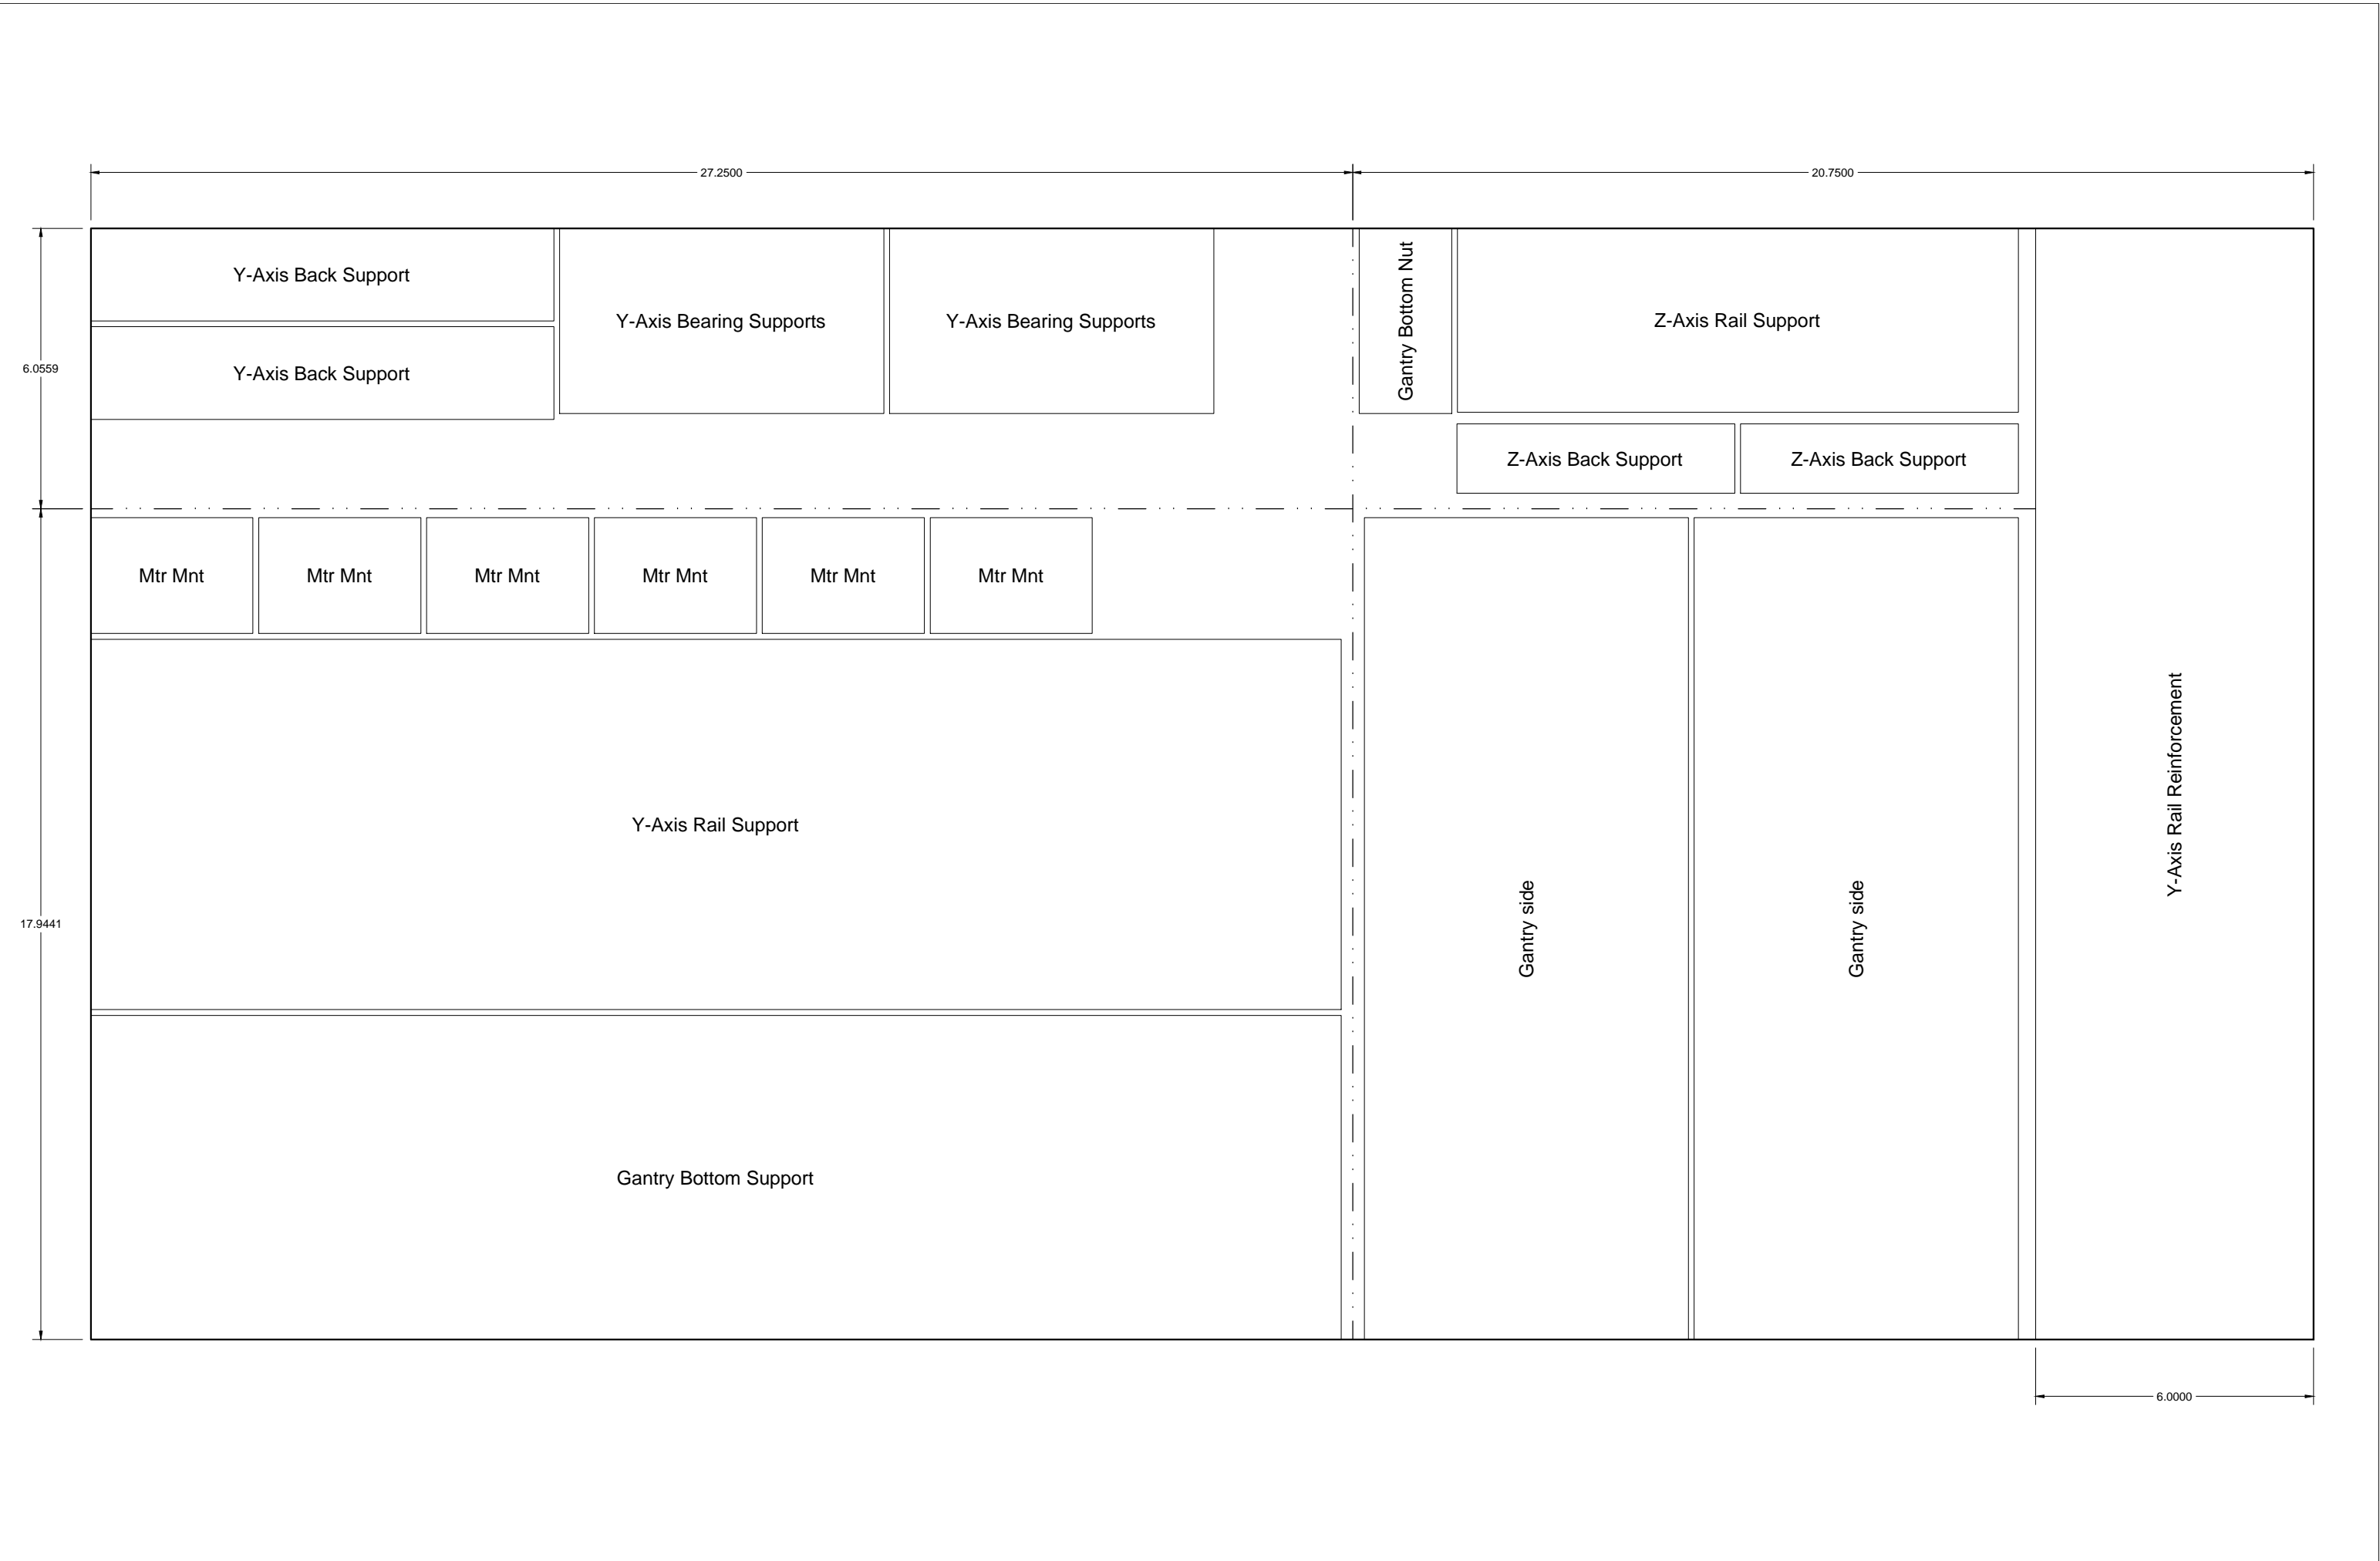 27.2500
20.7500
Y-Axis Back Support
Y-Axis Bearing Supports
Y-Axis Bearing Supports
Gantry Bottom Nut
Z-Axis Rail Support
6.0559
Y-Axis Back Support
Z-Axis Back Support
Z-Axis Back Support
Mtr Mnt
Mtr Mnt
Mtr Mnt
Mtr Mnt
Mtr Mnt
Mtr Mnt
Y-Axis Rail Support
Y-Axis Rail Reinforcement
17.9441
Gantry side
Gantry side
Gantry Bottom Support
6.0000